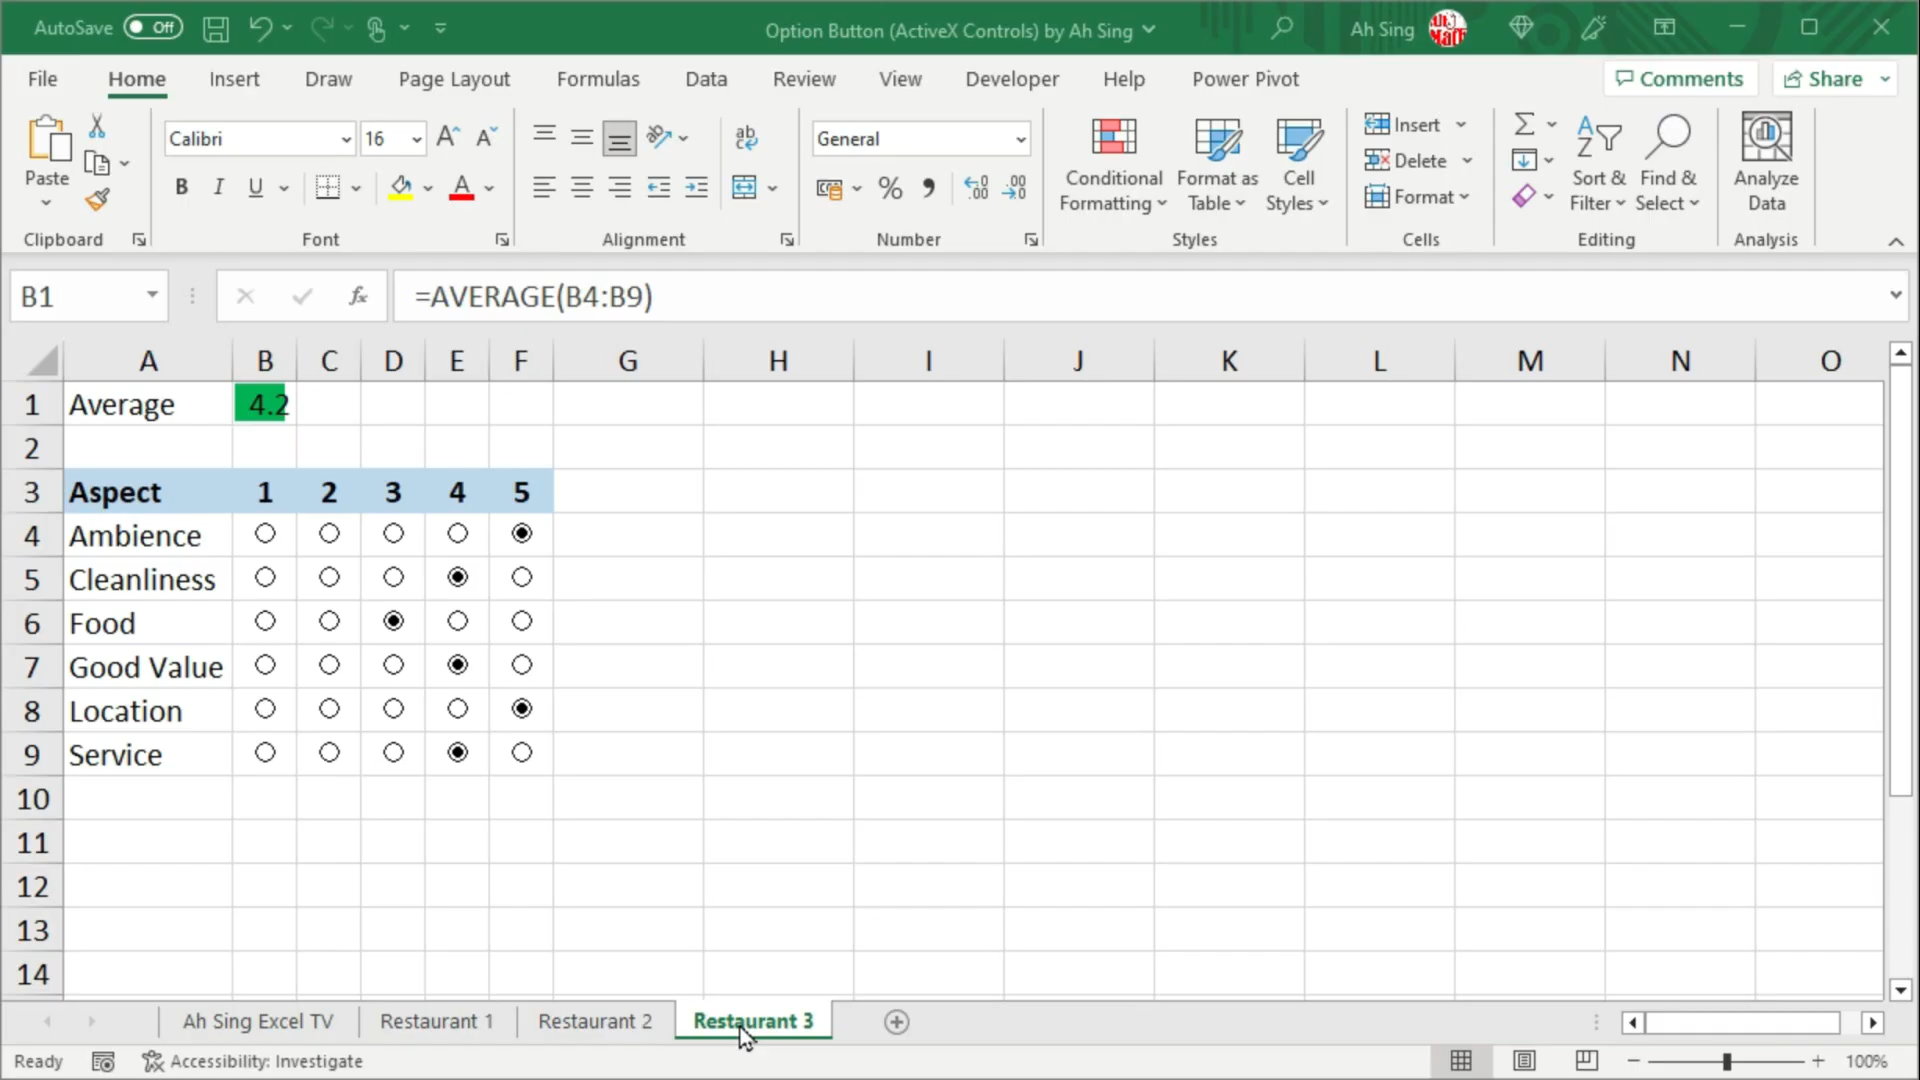 AutoSave Off
Option Button (ActiveX Controls) by Ah Sing
Ah Sing
File Home Insert Draw Page Layout Formulas Data Review View Developer Help Power Pivot
Comments Share
Paste
Calibri 16
General
Conditional Formatting
Format as Table
Cell Styles
Insert
Delete
Format
Sort & Filter
Find & Select
Analyze Data
Clipboard Font Alignment Number Styles Cells Editing Analysis
B1 fx =AVERAGE(B4:B9)
A B C D E F G H I J K L M N O
1 Average 4.2
2
3 Aspect 1 2 3 4 5
4 Ambience
5 Cleanliness
6 Food
7 Good Value
8 Location
9 Service
10
11
12
13
14
Ah Sing Excel TV Restaurant 1 Restaurant 2 Restaurant 3
Ready Accessibility: Investigate 100%